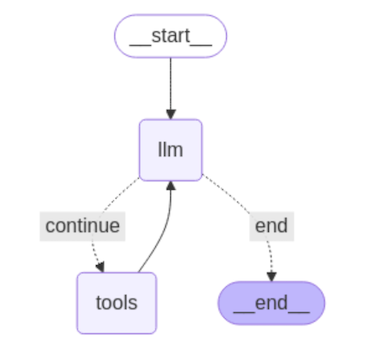 __start__
llm
continue
end
tools
__end__